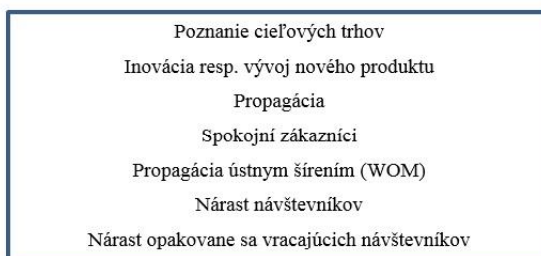 Poznanie cieľových trhov
Inovácia resp. vývoj nového produktu
Propagácia
Spokojní zákazníci
Propagácia ústnym šírením (WOM)
Nárast návštevníkov
Nárast opakovane sa vracajúcich návštevníkov